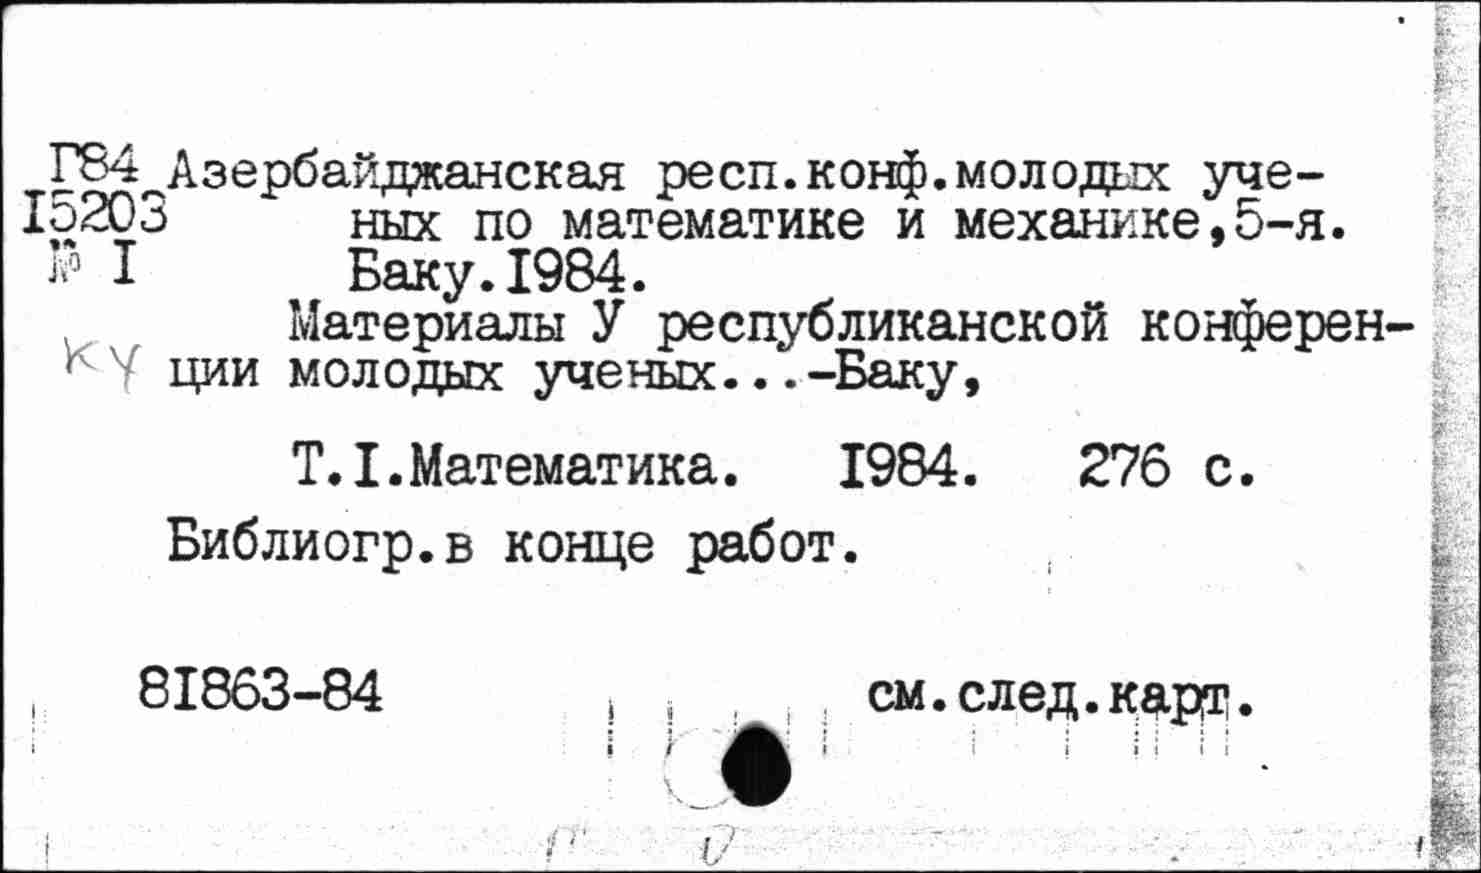 Г84 Азербайджанская респ.конф.молодых уче-
I5203 ных по математике и механике,5-я.
№ I Баку.I984.
Материалы У республиканской конферен-
ку ции молодых ученых...-Баку,
Т.I.Математика. I984. 276 с.
Библиогр.в конце работ.
8I863-84 см.след.карт.